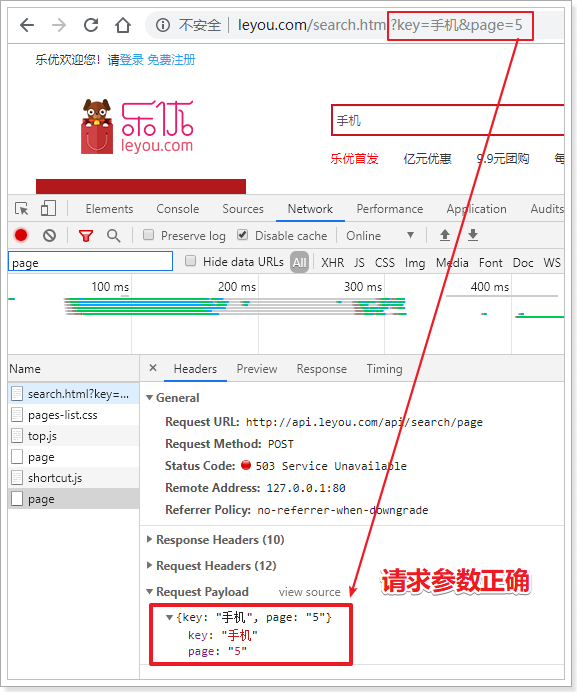 不安全 | leyou.com/search.html?key=手机&page=5
乐优欢迎您！请登录 免费注册
乐优
leyou.com
手机
乐优首发 亿元优惠 9.9元团购 每
Elements Console Sources Network Performance Application Audits
Preserve log Disable cache Online
page Hide data URLs All XHR JS CSS Img Media Font Doc WS
100 ms 200 ms 300 ms 400 ms
Name × Headers Preview Response Timing
search.html?key=...
pages-list.css
top.js
page
shortcut.js
page
General
Request URL: http://api.leyou.com/api/search/page
Request Method: POST
Status Code: 503 Service Unavailable
Remote Address: 127.0.0.1:80
Referrer Policy: no-referrer-when-downgrade
Response Headers (10)
Request Headers (12)
Request Payload view source
{key: "手机", page: "5"}
key: "手机"
page: "5"
请求参数正确